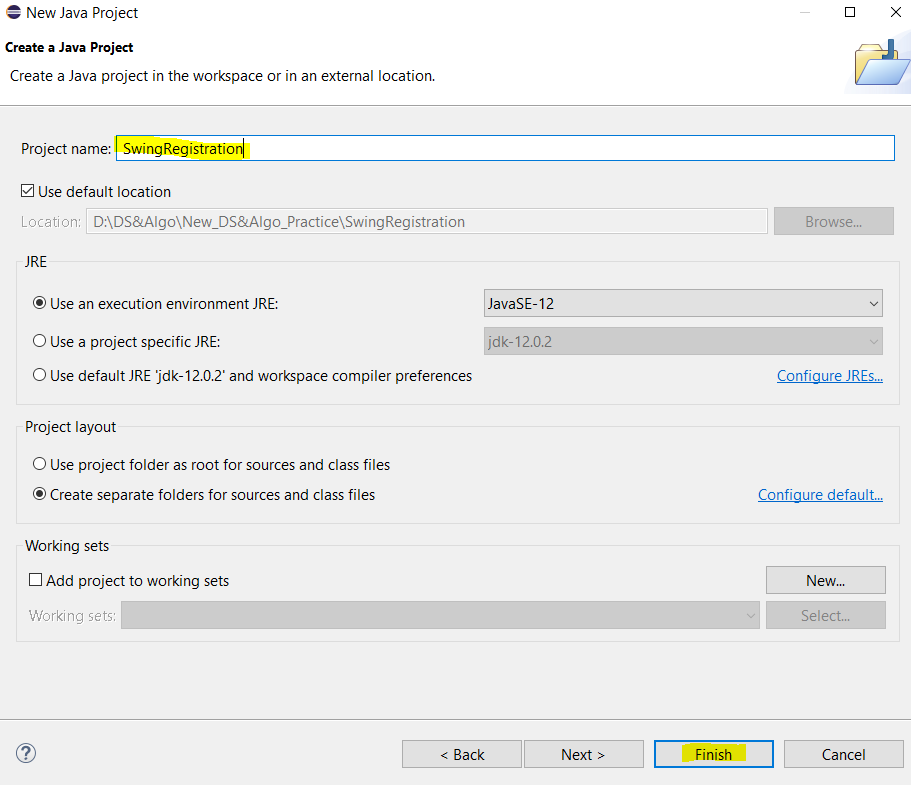 New Java Project
Create a Java Project
Create a Java project in the workspace or in an external location.
Project name: SwingRegistration
Use default location
Location: D:\DS&Algo\New_DS&Algo_Practice\SwingRegistration Browse...
JRE
Use an execution environment JRE: JavaSE-12
Use a project specific JRE: jdk-12.0.2
Use default JRE 'jdk-12.0.2' and workspace compiler preferences Configure JREs...
Project layout
Use project folder as root for sources and class files
Create separate folders for sources and class files Configure default...
Working sets
Add project to working sets New...
Working sets: Select...
? < Back Next > Finish Cancel